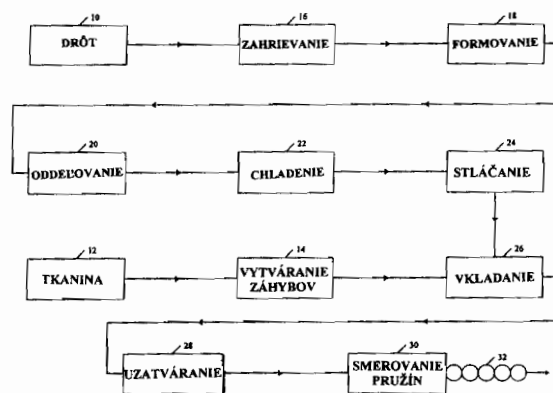 10
DRÔT
16
ZAHRIEVANIE
18
FORMOVANIE
20
ODDEĽOVANIE
22
CHLADENIE
24
STLÁČANIE
12
TKANINA
14
VYTVÁRANIE
ZÁHYBOV
26
VKLADANIE
28
UZATVÁRANIE
30
SMEROVANIE
PRUŽÍN
32